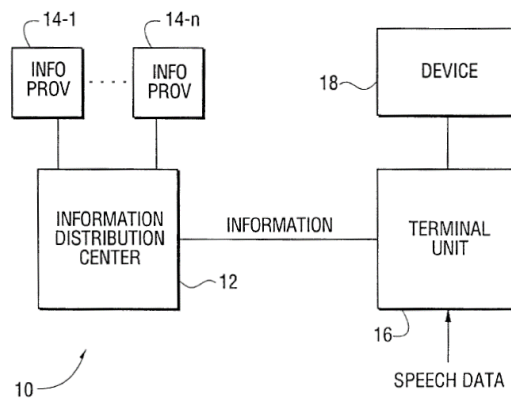 14-1
14-n
INFO
PROV
INFO
PROV
18
DEVICE
INFORMATION
DISTRIBUTION
CENTER
INFORMATION
TERMINAL
UNIT
12
16
10
SPEECH DATA